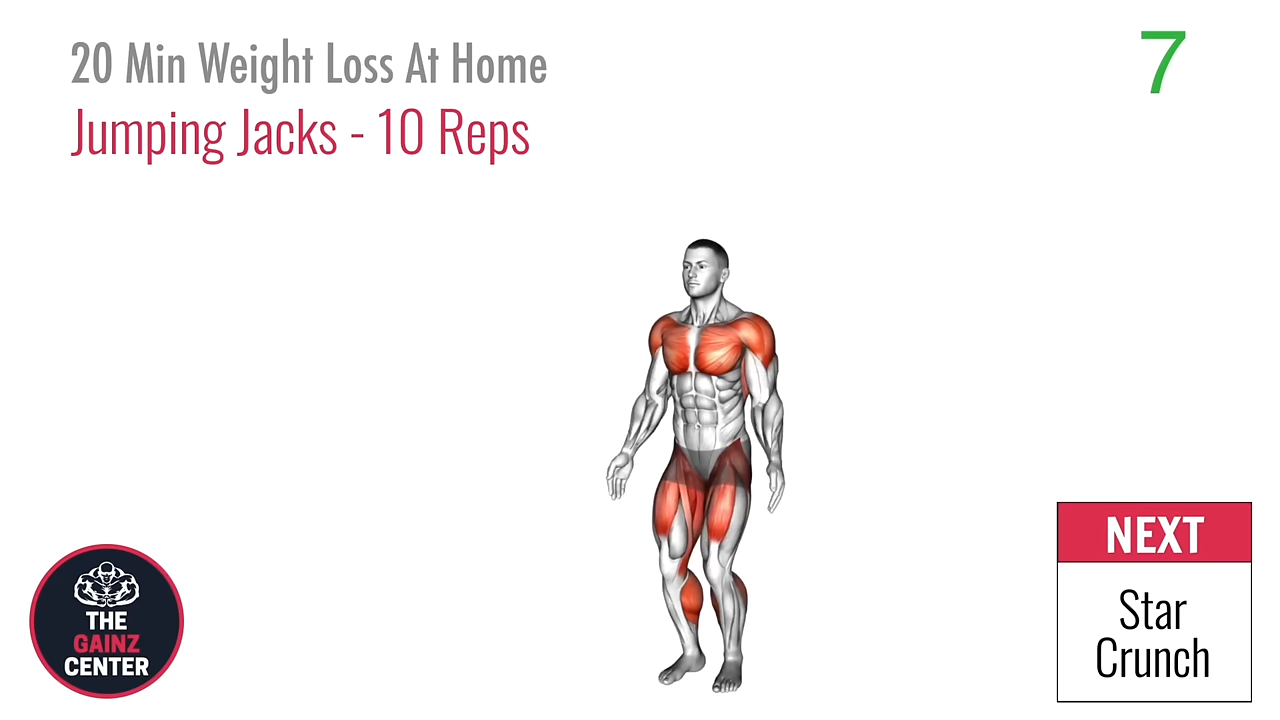 20 Min Weight Loss At Home
7
Jumping Jacks - 10 Reps
NEXT
Star
Crunch
THE
GAINZ
CENTER